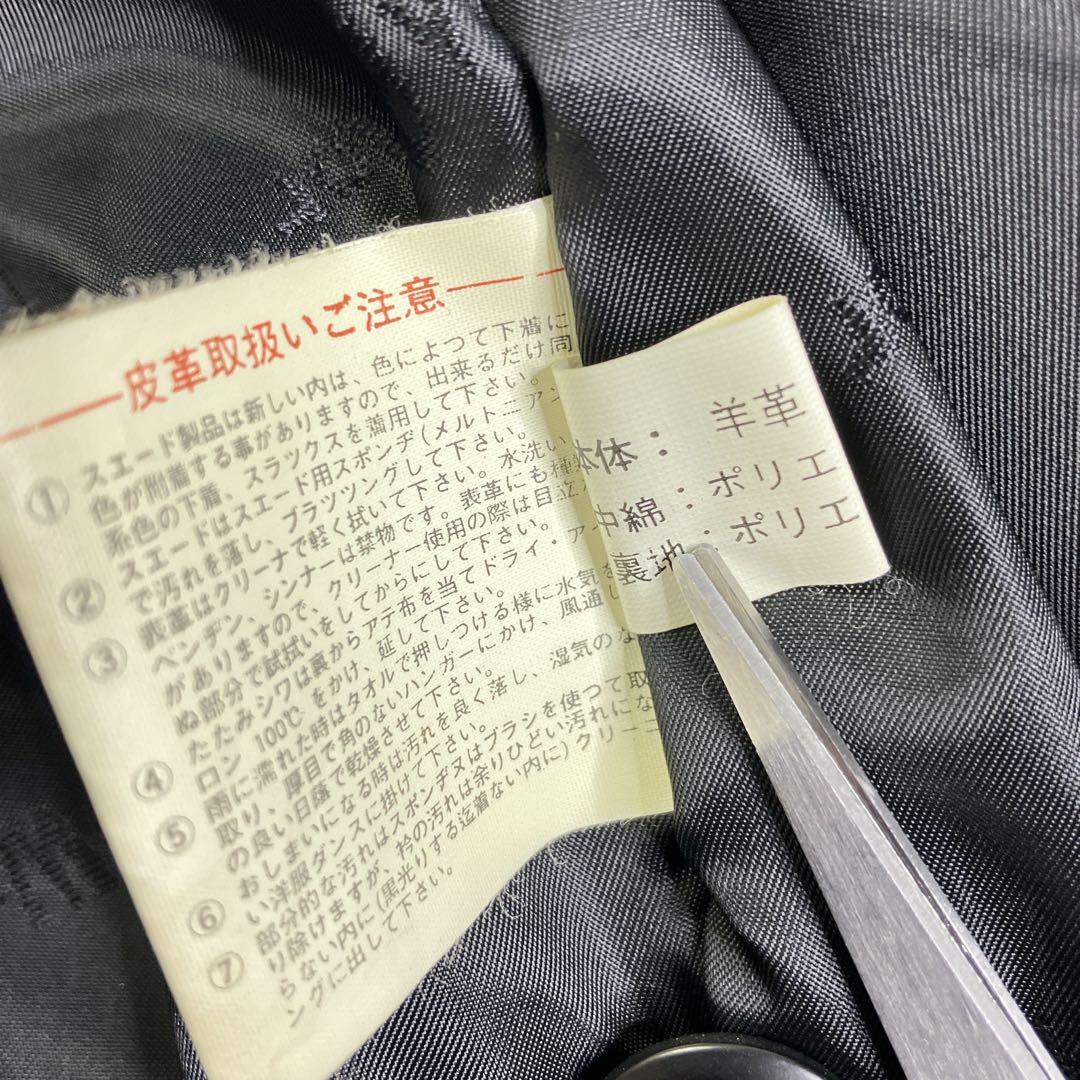 皮革取扱いご注意
① スエード製品は新しい内は、色によって下着に
色が附着する事がありますので、出来るだけ同
系色の下着、スラックスを着用して下さい。
② スエードはスエード用スポンヂ(メルトニアン
で汚れを落し、ブラツツングして下さい。
③ 表革はクリーナで軽く拭いて下さい。水洗い、
ベンヂン、シンナーは禁物です。表革にも種
がありますので、クリーナー使用の際は目立
ぬ部分で試拭いをしてからにして下さい。
④ たたみシワは裏からアテ布を当てドライ・ア
ロン 100℃ をかけ、延して下さい。
⑤ 雨に濡れた時はタオルで押しつける様に水気を
取り、厚目で角のないハンガーにかけ、風通し
の良い日蔭で乾燥させて下さい。
⑥ おしまいになる時は汚れを良く落し、湿気のな
い洋服ダンスに掛けて下さい。
⑦ 部分的な汚れはスポンヂヌはブラシを使つて取
り除けますが、衿の汚れは余りひどい汚れにな
らない内に(黒光りする迄着ない内に)クリーニ
ングに出して下さい。
本体: 羊革
中綿:ポリエ
裏地:ポリエ